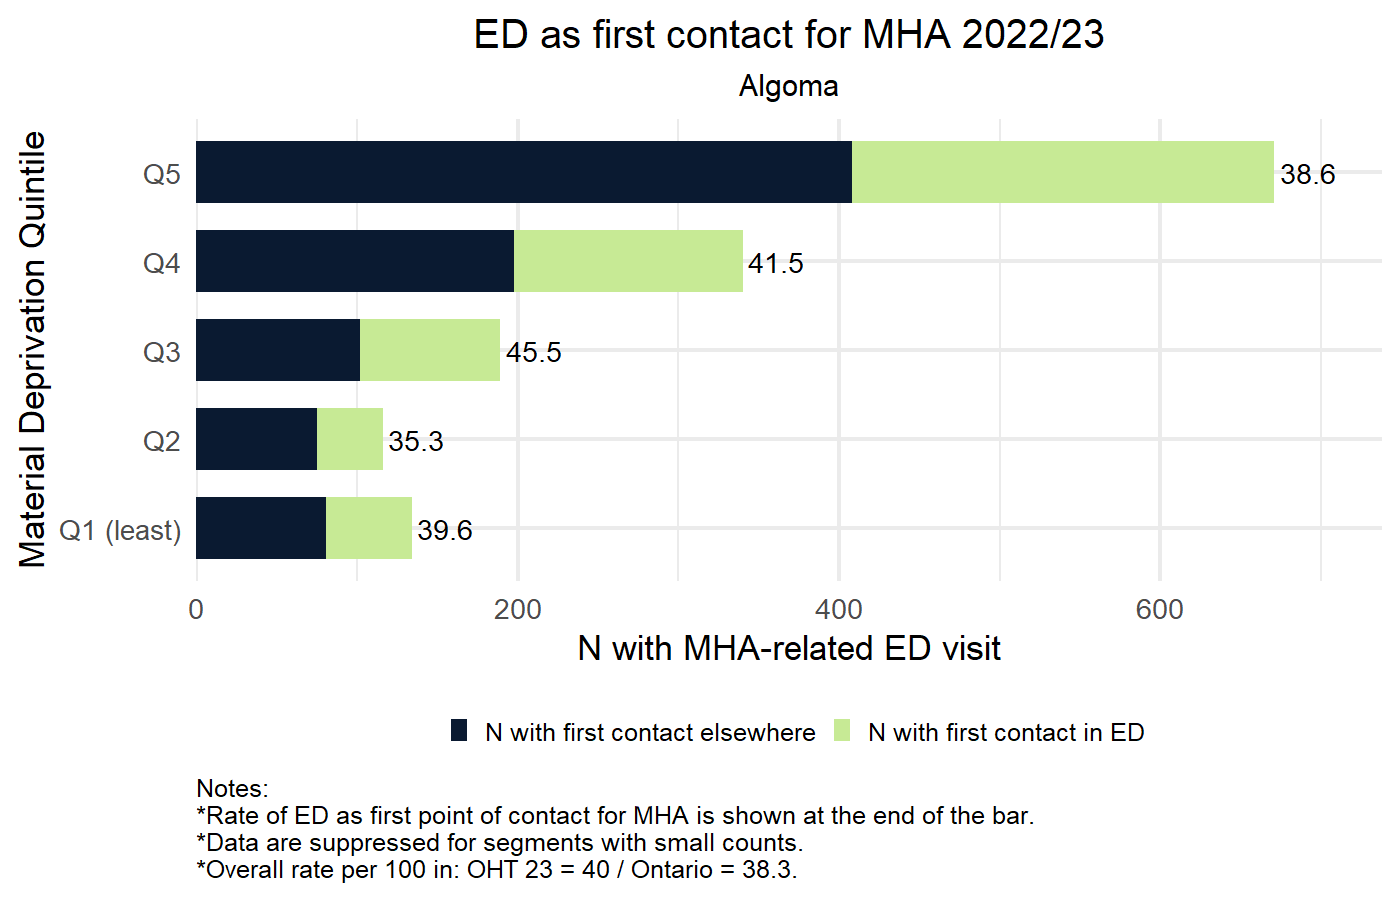 ED as first contact for MHA 2022/23
Algoma
Material Deprivation Quintile
Q5
38.6
Q4
41.5
Q3
45.5
Q2
35.3
Q1 (least)
39.6
0
200
400
600
N with MHA-related ED visit
N with first contact elsewhere
N with first contact in ED
Notes:
*Rate of ED as first point of contact for MHA is shown at the end of the bar.
*Data are suppressed for segments with small counts.
*Overall rate per 100 in: OHT 23 = 40 / Ontario = 38.3.